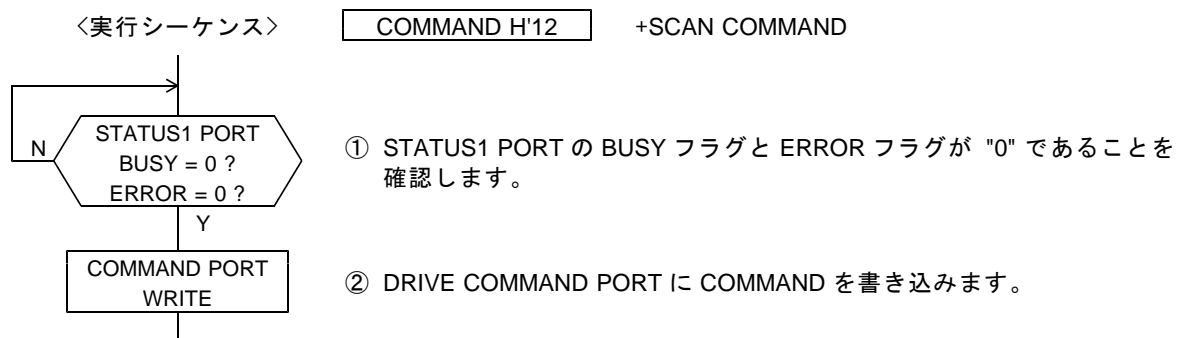 〈実行シーケンス〉 COMMAND H'12 +SCAN COMMAND
STATUS1 PORT
BUSY = 0 ?
ERROR = 0 ?
N
Y
① STATUS1 PORT の BUSY フラグと ERROR フラグが "0" であることを
確認します。
COMMAND PORT
WRITE
② DRIVE COMMAND PORT に COMMAND を書き込みます。